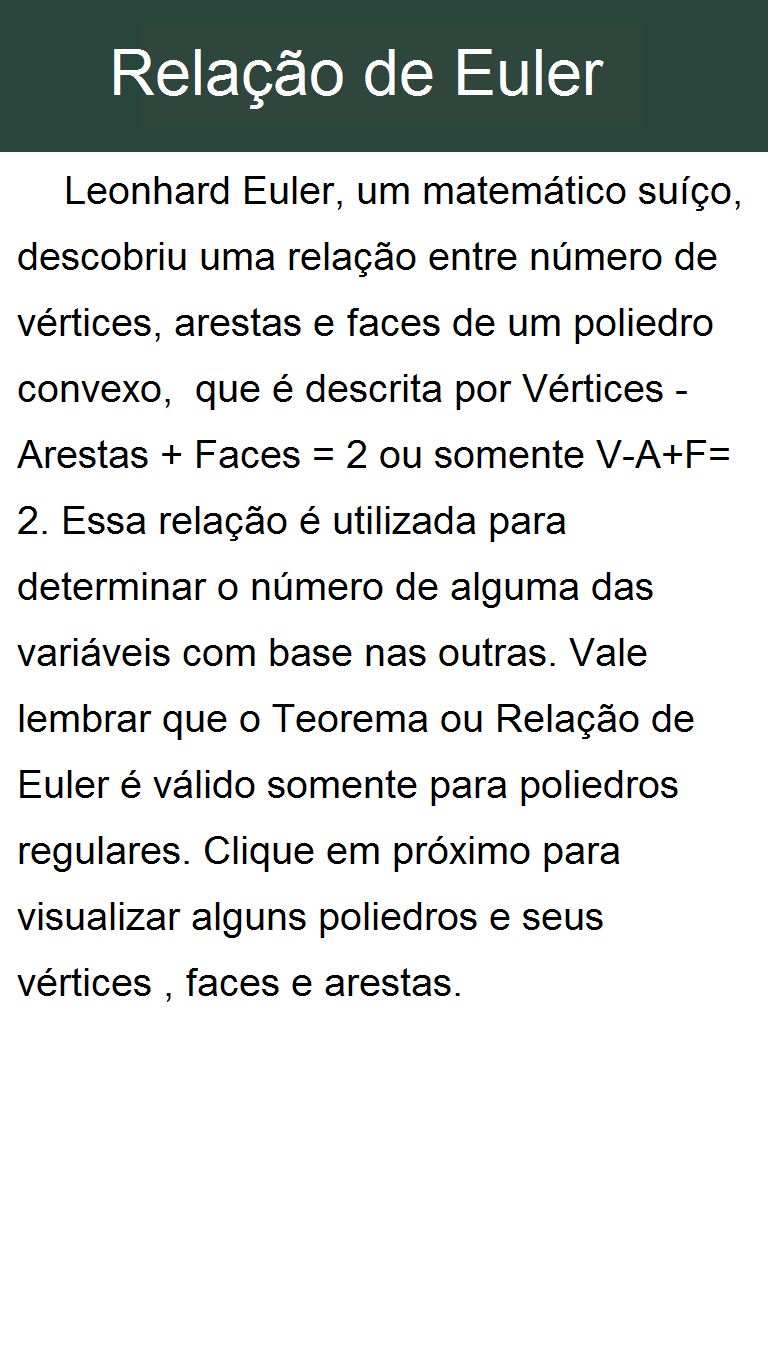 Relação de Euler
Leonhard Euler, um matemático suíço,
descobriu uma relação entre número de
vértices, arestas e faces de um poliedro
convexo,  que é descrita por Vértices -
Arestas + Faces = 2 ou somente V-A+F=
2. Essa relação é utilizada para
determinar o número de alguma das
variáveis com base nas outras. Vale
lembrar que o Teorema ou Relação de
Euler é válido somente para poliedros
regulares. Clique em próximo para
visualizar alguns poliedros e seus
vértices , faces e arestas.